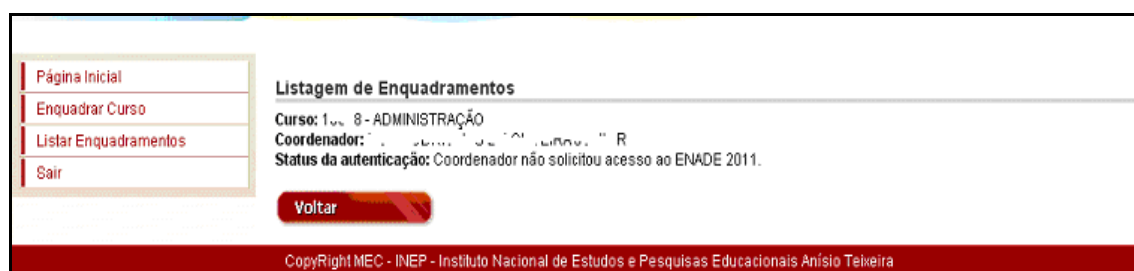 Página Inicial
Enquadrar Curso
Listar Enquadramentos
Sair
Listagem de Enquadramentos
Curso: 8 - ADMINISTRAÇÃO
Coordenador: R
Status da autenticação: Coordenador não solicitou acesso ao ENADE 2011.
Voltar
CopyRight MEC - INEP - Instituto Nacional de Estudos e Pesquisas Educacionais Anísio Teixeira